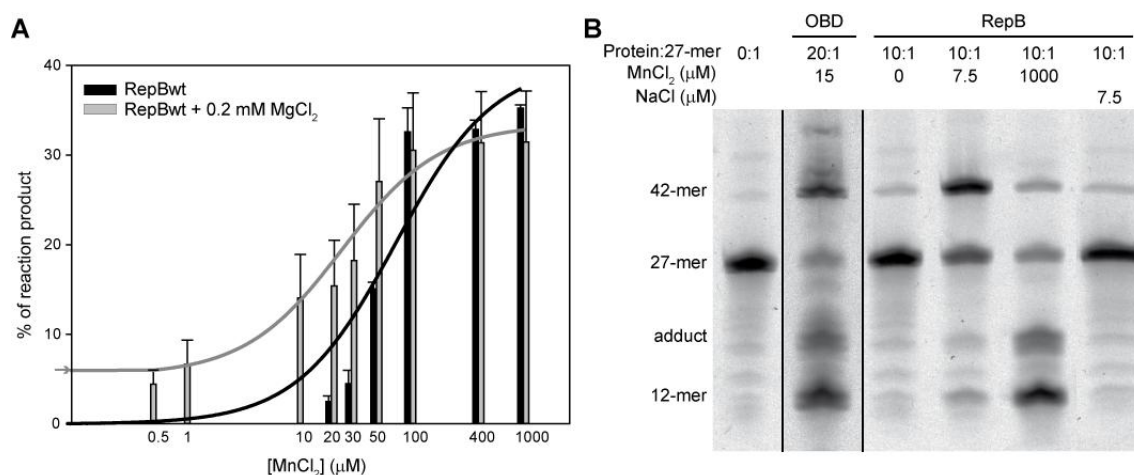 A
% of reaction product
40
30
20
10
0
RepBwt
RepBwt + 0.2 mM MgCl2
0.5 1 10 20 30 50 100 400 1000
[MnCl2] (μM)
B
OBD RepB
Protein:27-mer 0:1 20:1 10:1 10:1 10:1 10:1
MnCl2 (μM) 15 0 7.5 1000
NaCl (μM) 7.5
42-mer
27-mer
adduct
12-mer